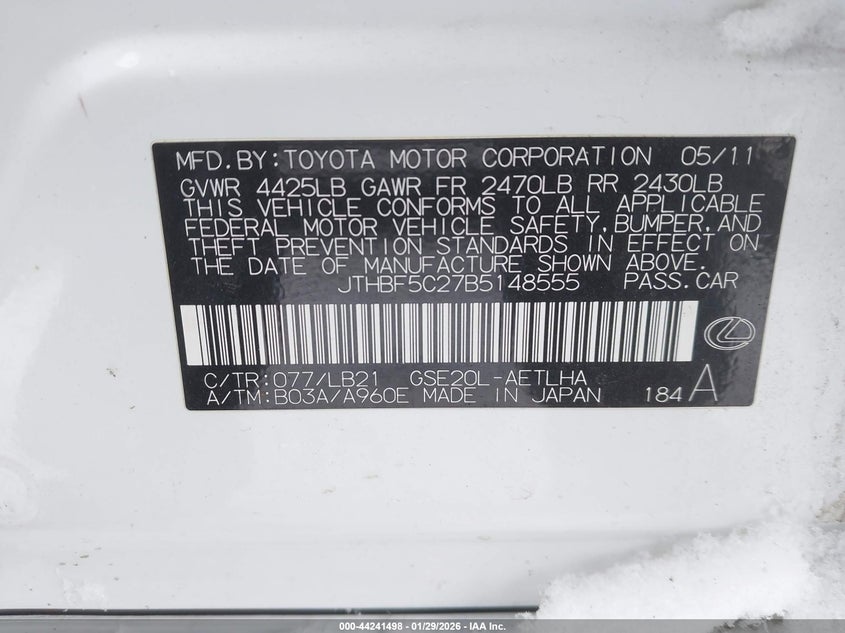 MFD.BY:TOYOTA MOTOR CORPORATION 05/11
GVWR 4425LB GAWR FR 2470LB RR 2430LB
THIS VEHICLE CONFORMS TO ALL APPLICABLE
FEDERAL MOTOR VEHICLE SAFETY,BUMPER,AND
THEFT PREVENTION STANDARDS IN EFFECT ON
THE DATE OF MANUFACTURE SHOWN ABOVE.
JTHBF5C27B5148555 PASS.CAR
C/TR:077/LB21 GSE20L-AETLHA
A/TM:B03A/A960E MADE IN JAPAN 184 A
000-44241498 - 01/29/2026 - IAA Inc.